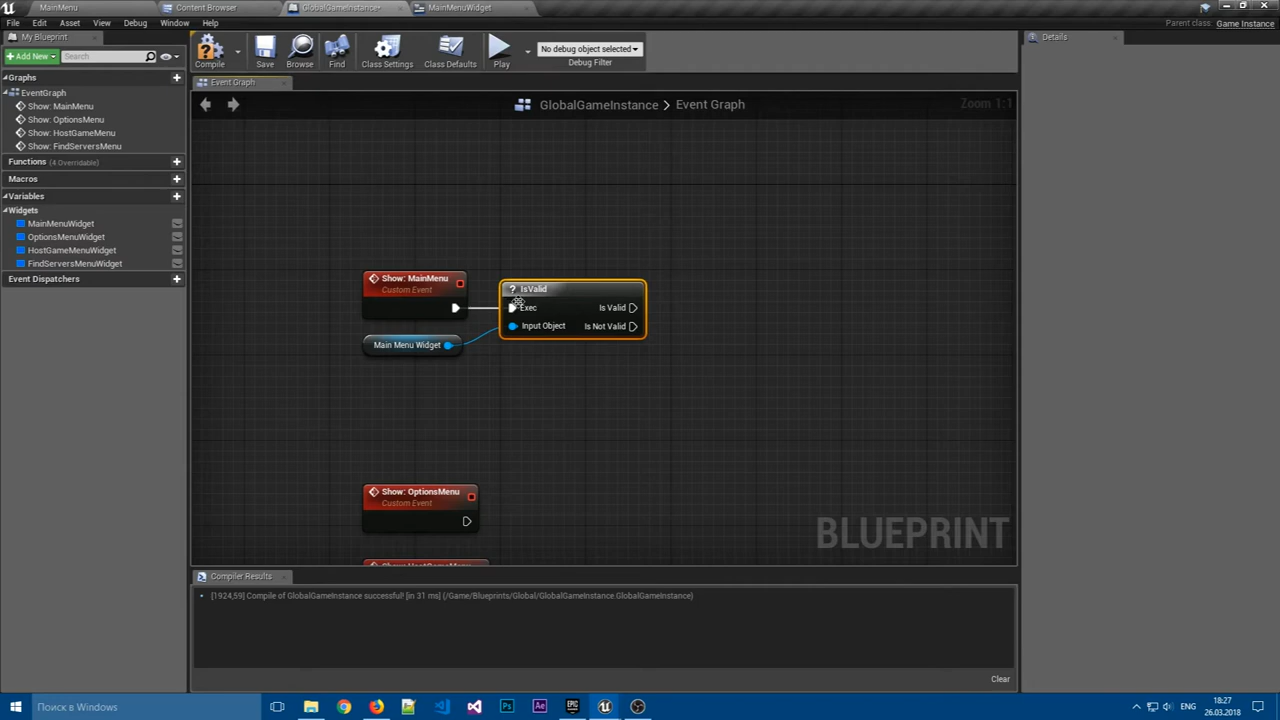 MainMenu
Content Browser
GlobalGameInstance*
MainMenuWidget
File Edit Asset View Debug Window Help
Parent class: Game Instance
My Blueprint
Add New
Search
Compile
Save
Browse
Find
Class Settings
Class Defaults
Play
No debug object selected
Debug Filter
Details
Graphs
EventGraph
Show: MainMenu
Show: OptionsMenu
Show: HostGameMenu
Show: FindServersMenu
Functions (4 Overridable)
Macros
Variables
Widgets
MainMenuWidget
OptionsMenuWidget
HostGameMenuWidget
FindServersMenuWidget
Event Dispatchers
Event Graph
GlobalGameInstance > Event Graph
Zoom 1:1
Show: MainMenu
Custom Event
Main Menu Widget
? IsValid
Exec
Is Valid
Input Object
Is Not Valid
Show: OptionsMenu
Custom Event
Show: HostGameMenu
BLUEPRINT
Compiler Results
[1924,59] Compile of GlobalGameInstance successful! [in 31 ms] (/Game/Blueprints/Global/GlobalGameInstance.GlobalGameInstance)
Clear
Поиск в Windows
Ps
Ae
EPIC
ENG
18:27
26.03.2018